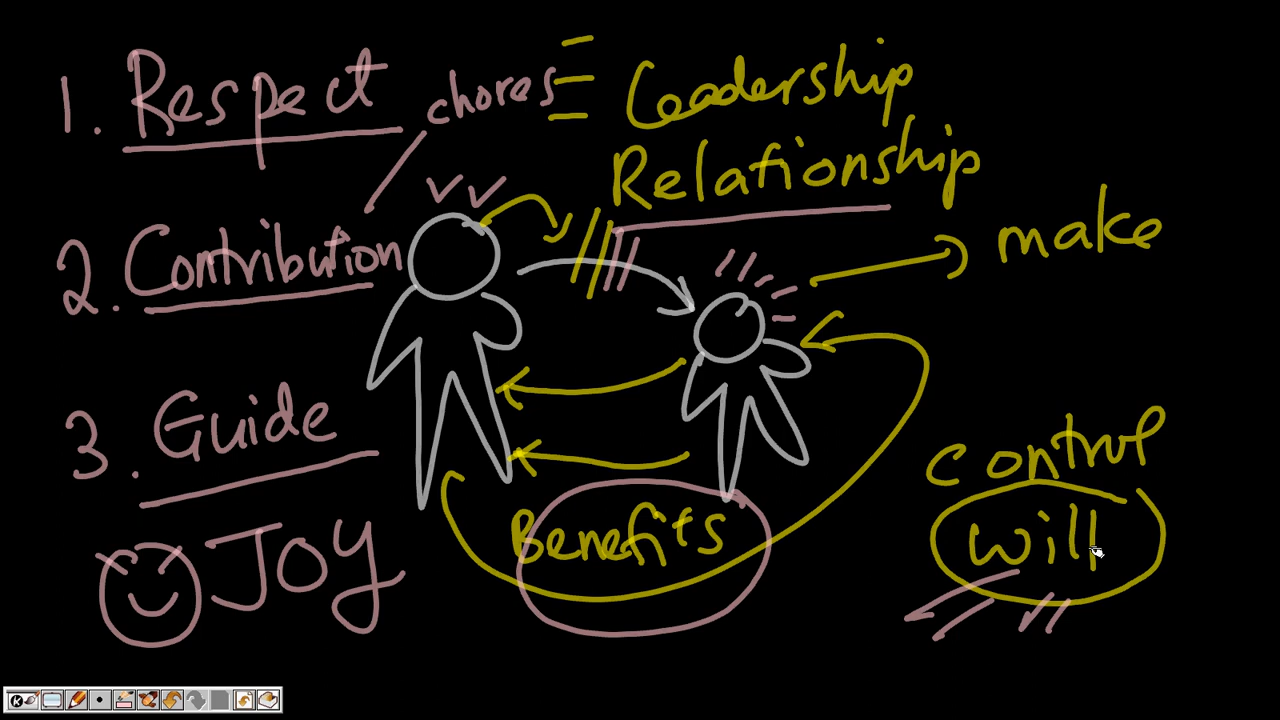 1. Respect
chores
Leadership
Relationship
make
2. Contribution
3. Guide
Control
Will
Benefits
JOY